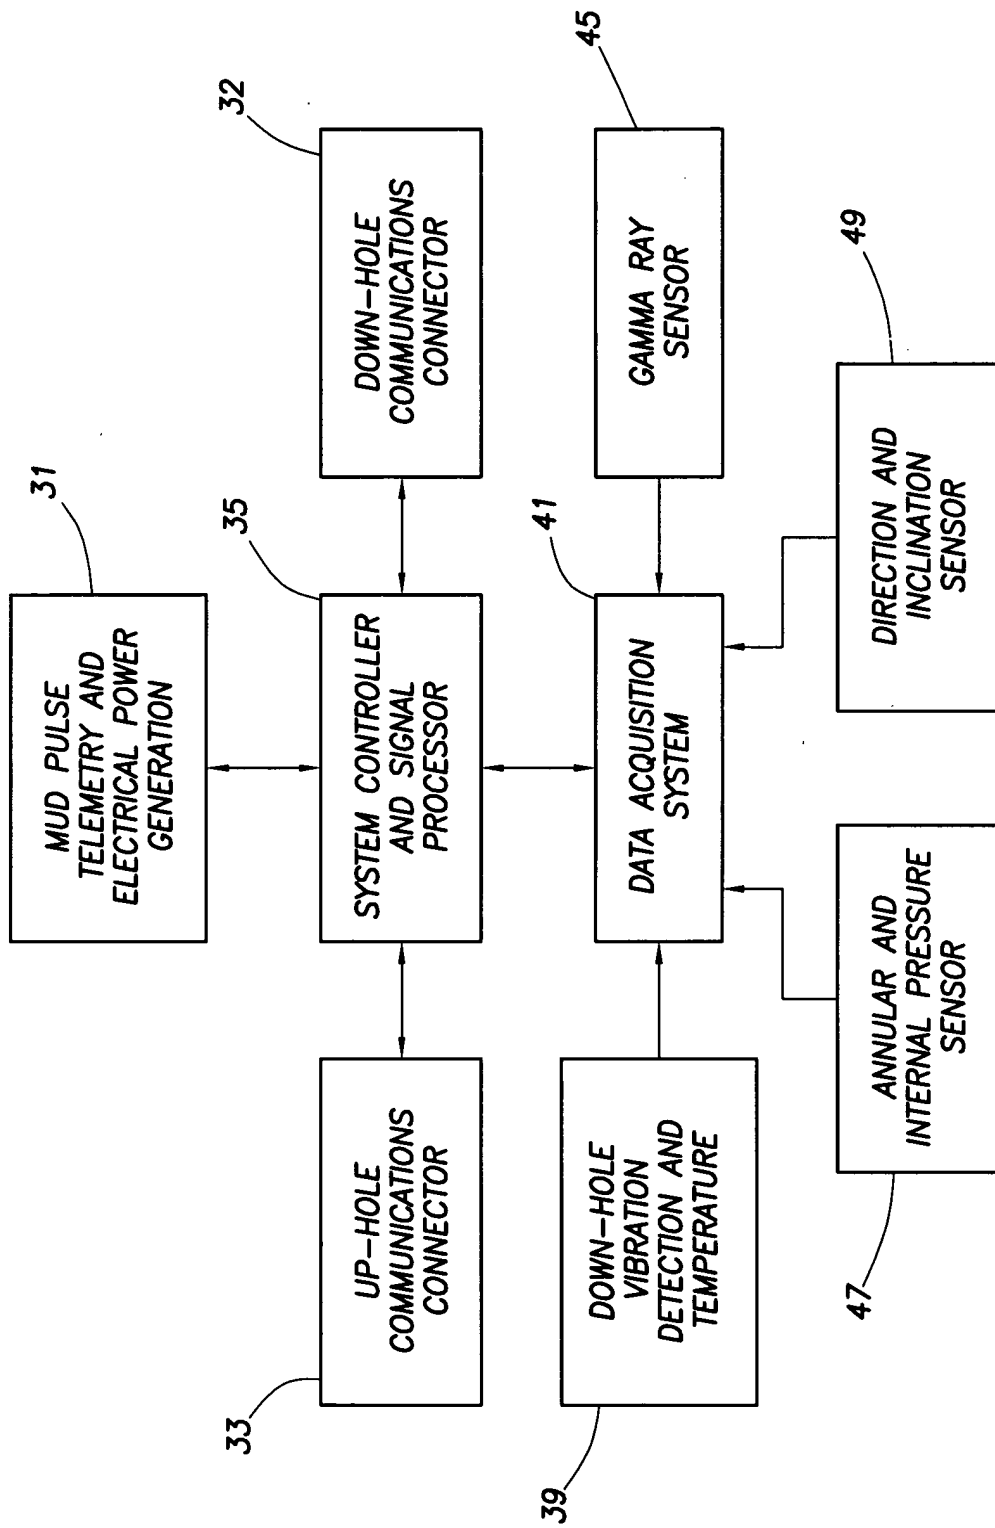 31
MUD PULSE
TELEMETRY AND
ELECTRICAL POWER
GENERATION
33
UP-HOLE
COMMUNICATIONS
CONNECTOR
35
SYSTEM CONTROLLER
AND SIGNAL
PROCESSOR
32
DOWN-HOLE
COMMUNICATIONS
CONNECTOR
39
DOWN-HOLE
VIBRATION
DETECTION AND
TEMPERATURE
41
DATA ACQUISITION
SYSTEM
45
GAMMA RAY
SENSOR
47
ANNULAR AND
INTERNAL PRESSURE
SENSOR
49
DIRECTION AND
INCLINATION
SENSOR